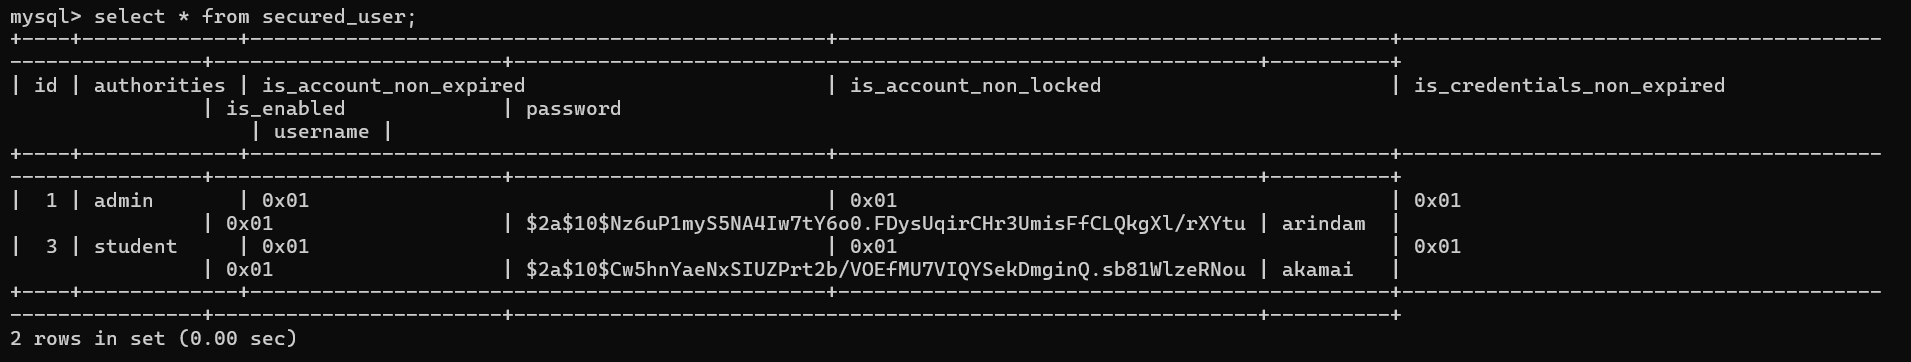 mysql> select * from secured_user;
+----+-------------+------------------------------------------------+----------------------------------------------+----------------------------------------
----------------+------------------------+--------------------------------------------------------------+----------+
| id | authorities | is_account_non_expired                         | is_account_non_locked                        | is_credentials_non_expired
                | is_enabled             | password
                    | username |
+----+-------------+------------------------------------------------+----------------------------------------------+----------------------------------------
----------------+------------------------+--------------------------------------------------------------+----------+
|  1 | admin       | 0x01                                           | 0x01                                         | 0x01
                | 0x01                   | $2a$10$Nz6uP1myS5NA4Iw7tY6o0.FDysUqirCHr3UmisFfCLQkgXl/rXYtu | arindam  |
|  3 | student     | 0x01                                           | 0x01                                         | 0x01
                | 0x01                   | $2a$10$Cw5hnYaeNxSIUZPrt2b/VOEfMU7VIQYSekDmginQ.sb81WlzeRNou | akamai   |
+----+-------------+------------------------------------------------+----------------------------------------------+----------------------------------------
----------------+------------------------+--------------------------------------------------------------+----------+
2 rows in set (0.00 sec)